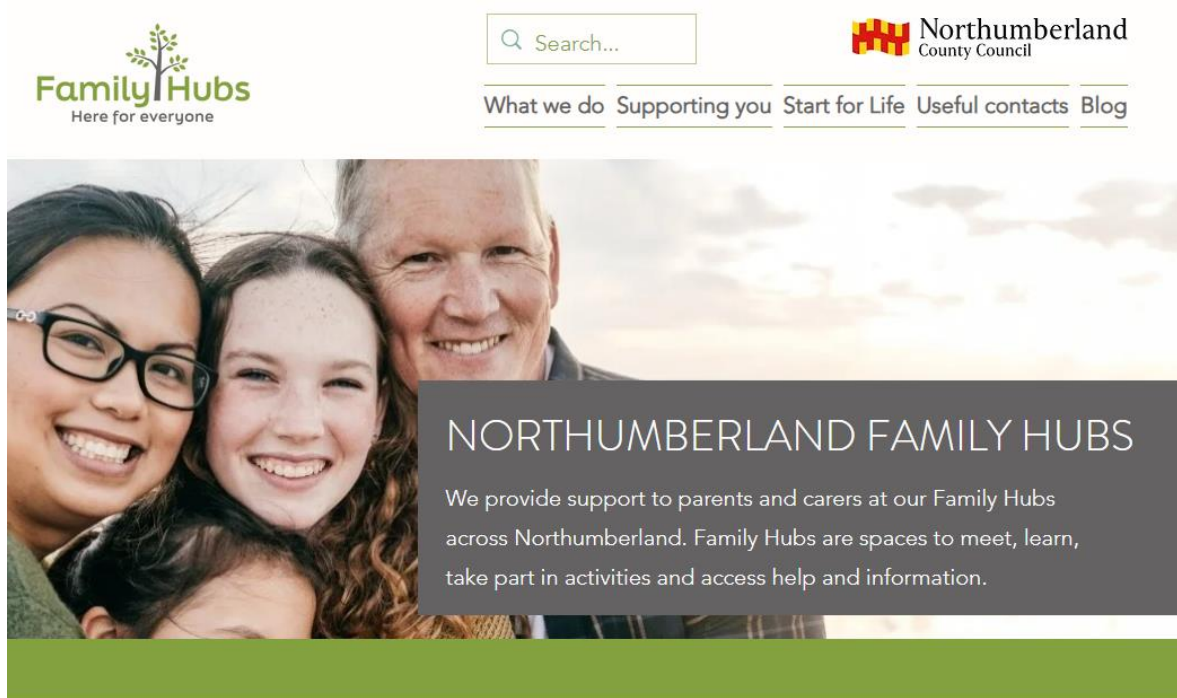 Family Hubs
Here for everyone
Search...
Northumberland
County Council
What we do Supporting you Start for Life Useful contacts Blog
NORTHUMBERLAND FAMILY HUBS
We provide support to parents and carers at our Family Hubs
across Northumberland. Family Hubs are spaces to meet, learn,
take part in activities and access help and information.